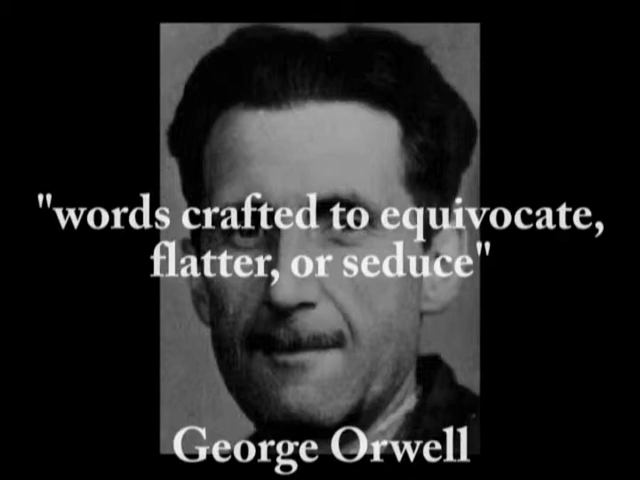 "words crafted to equivocate,
flatter, or seduce"
George Orwell